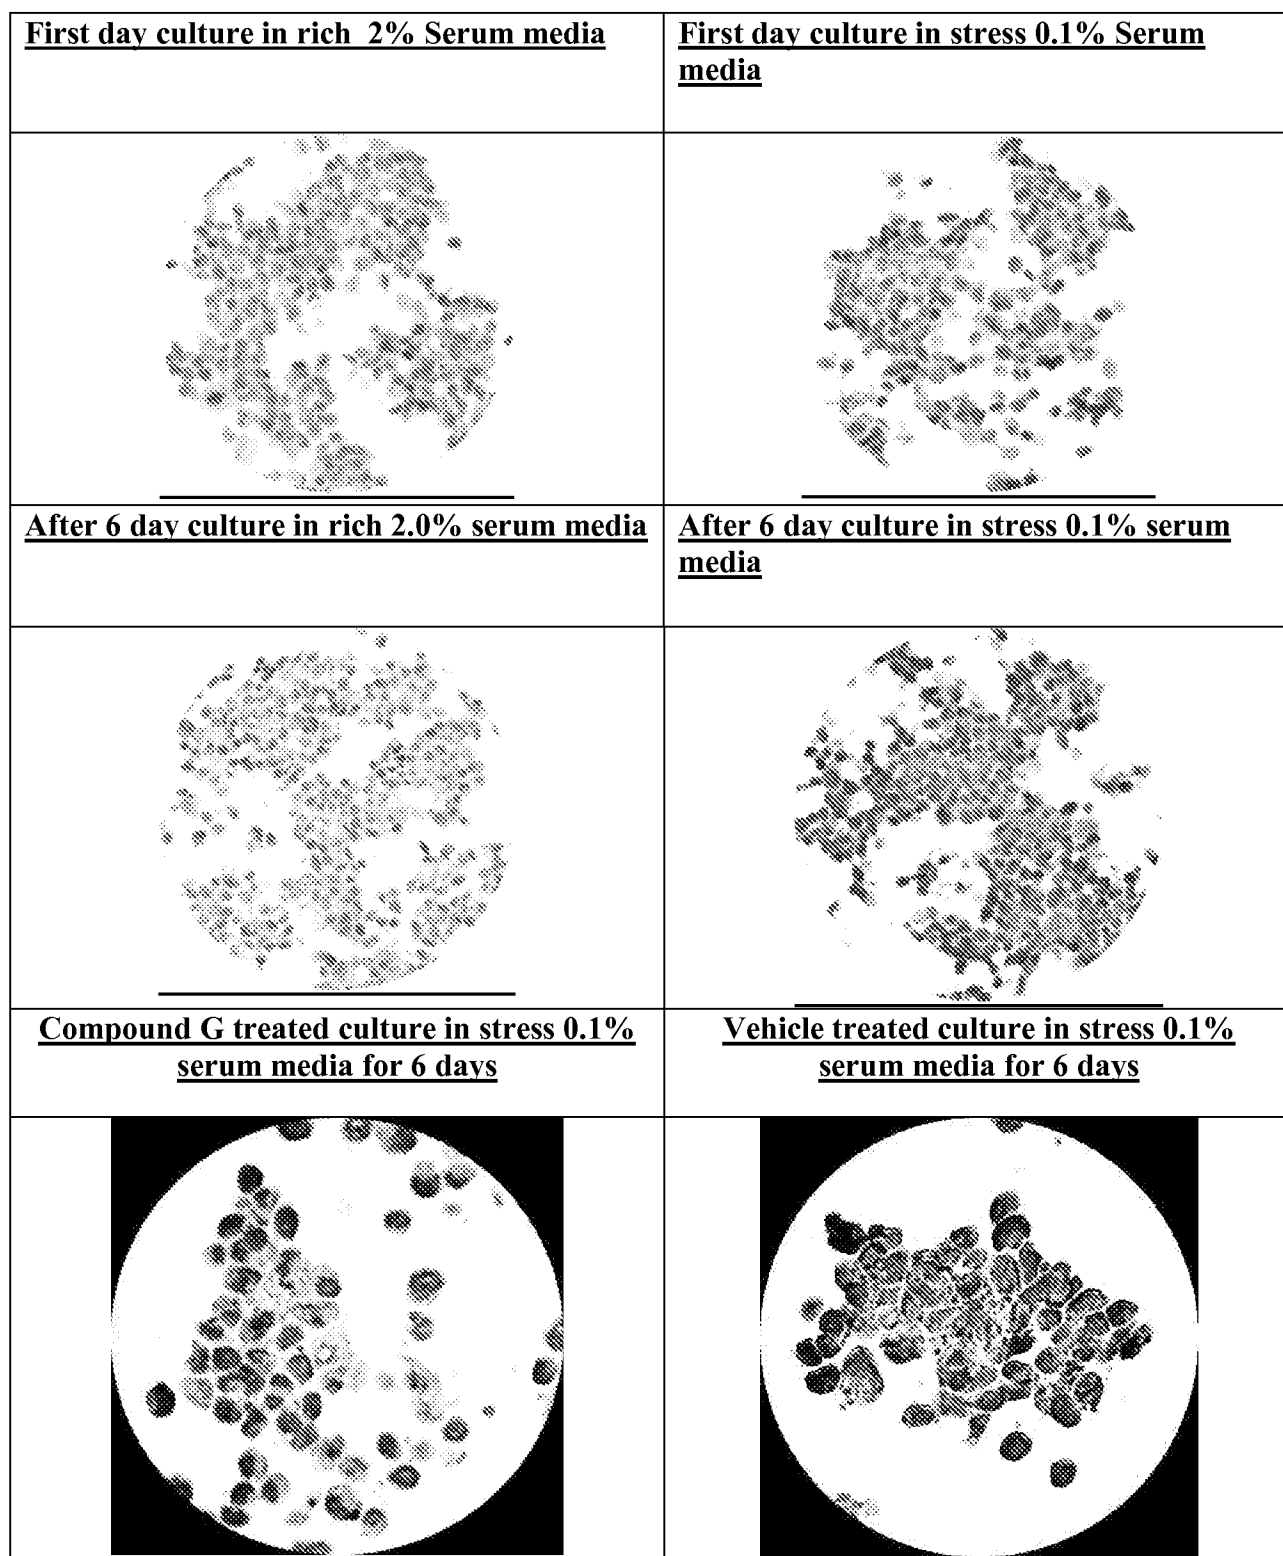 First day culture in rich 2% Serum media
First day culture in stress 0.1% Serum
media
After 6 day culture in rich 2.0% serum media
After 6 day culture in stress 0.1% serum
media
Compound G treated culture in stress 0.1%
serum media for 6 days
Vehicle treated culture in stress 0.1%
serum media for 6 days